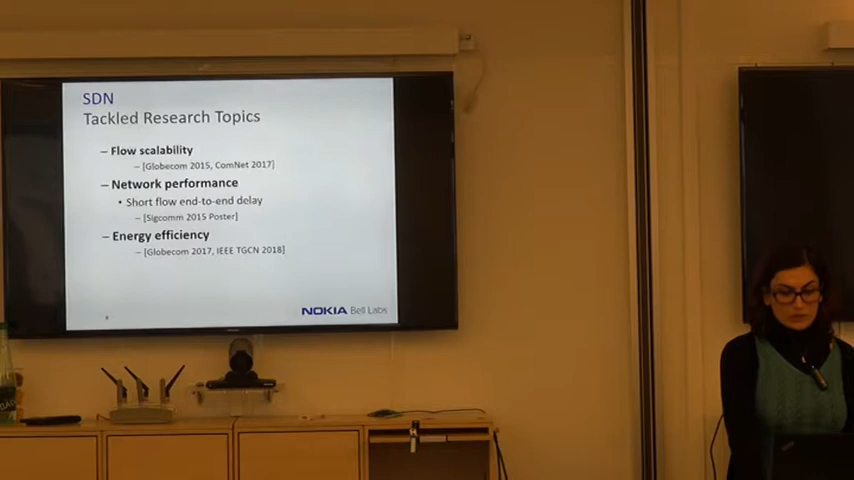 SDN
Tackled Research Topics
– Flow scalability
– [Globecom 2015, ComNet 2017]
– Network performance
• Short flow end-to-end delay
– [Sigcomm 2015 Poster]
– Energy efficiency
– [Globecom 2017, IEEE TGCN 2018]
NOKIA Bell Labs